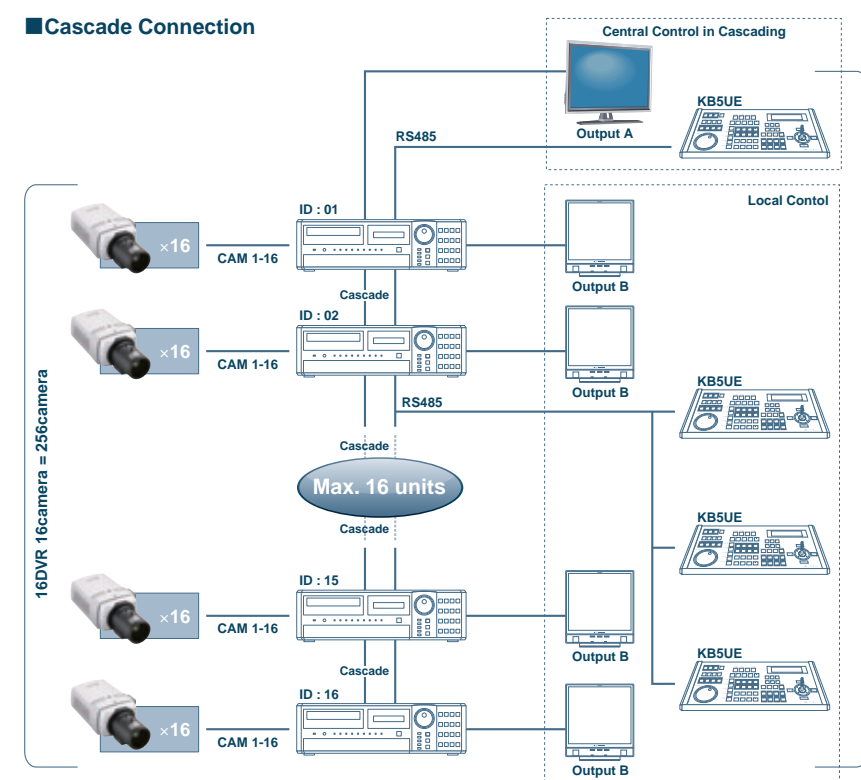 ■Cascade Connection
Central Control in Cascading
KB5UE
Output A
RS485
Local Contol
ID : 01
×16
CAM 1-16
Output B
Cascade
ID : 02
×16
CAM 1-16
Output B
KB5UE
RS485
Cascade
Max. 16 units
Cascade
KB5UE
16DVR 16camera = 256camera
ID : 15
×16
CAM 1-16
Output B
KB5UE
Cascade
ID : 16
×16
CAM 1-16
Output B